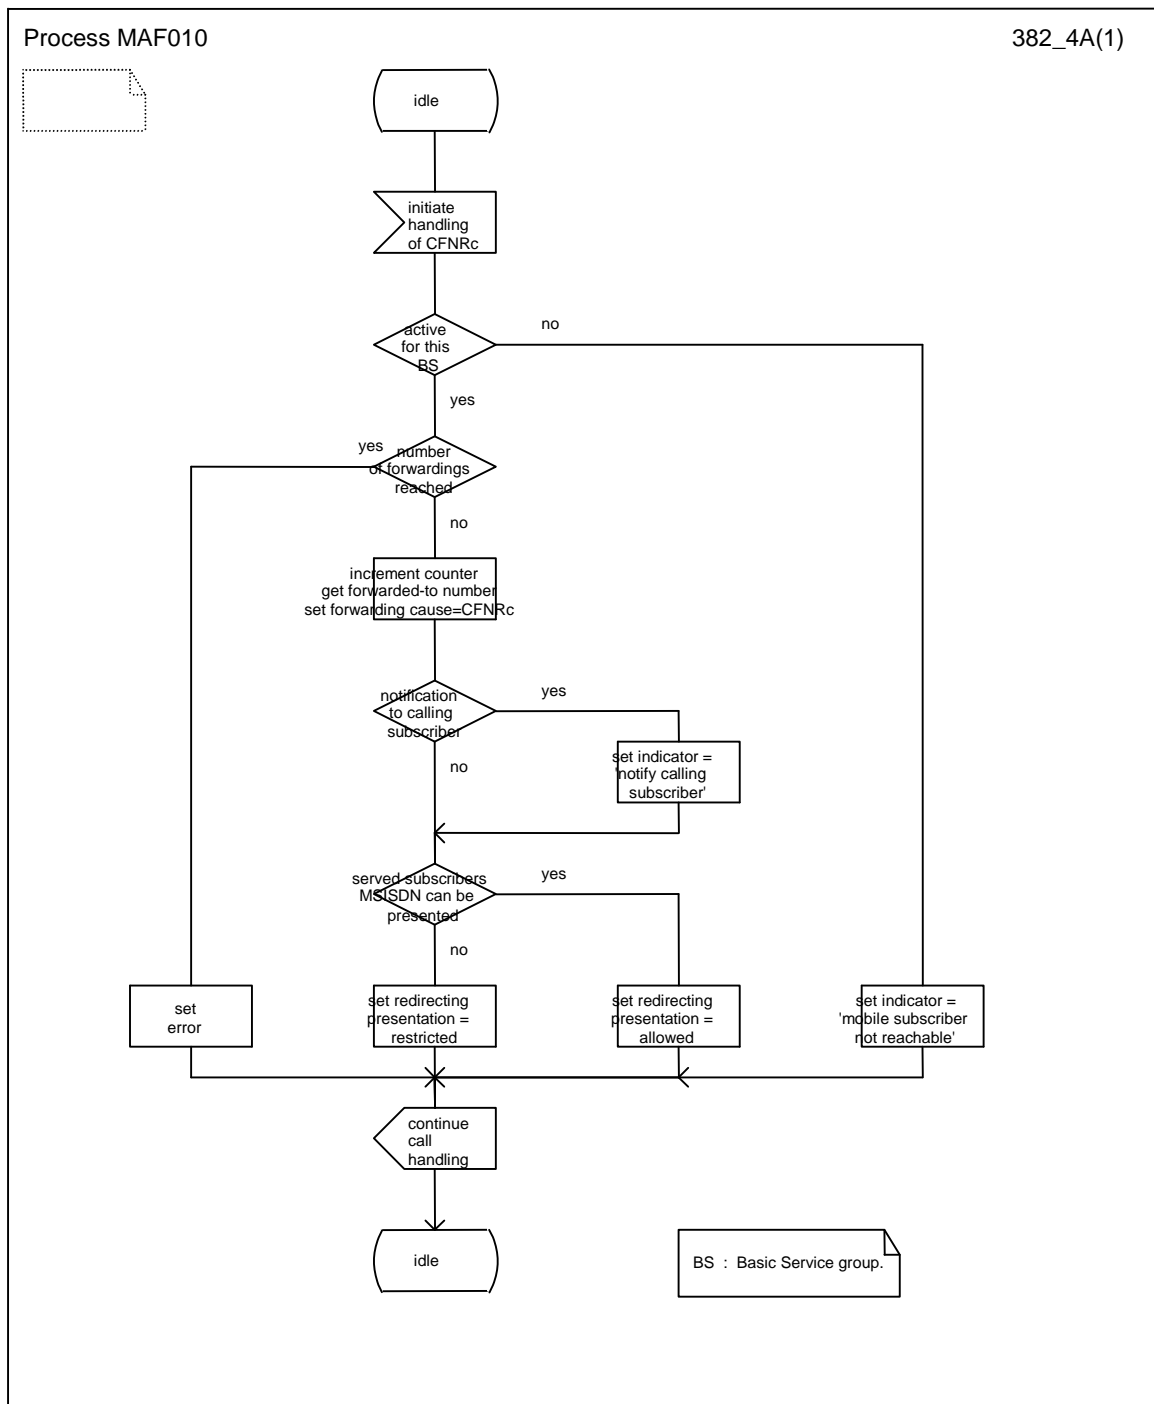 Process MAF010
382_4A(1)
idle
initiate
handling
of CFNRc
active
for this
BS
no
yes
number
of forwardings
reached
yes
no
increment counter
get forwarded-to number
set forwarding cause=CFNRc
notification
to calling
subscriber
yes
no
set indicator =
'notify calling
subscriber'
served subscribers
MSISDN can be
presented
yes
no
set
error
set redirecting
presentation =
restricted
set redirecting
presentation =
allowed
set indicator =
'mobile subscriber
not reachable'
continue
call
handling
idle
BS : Basic Service group.